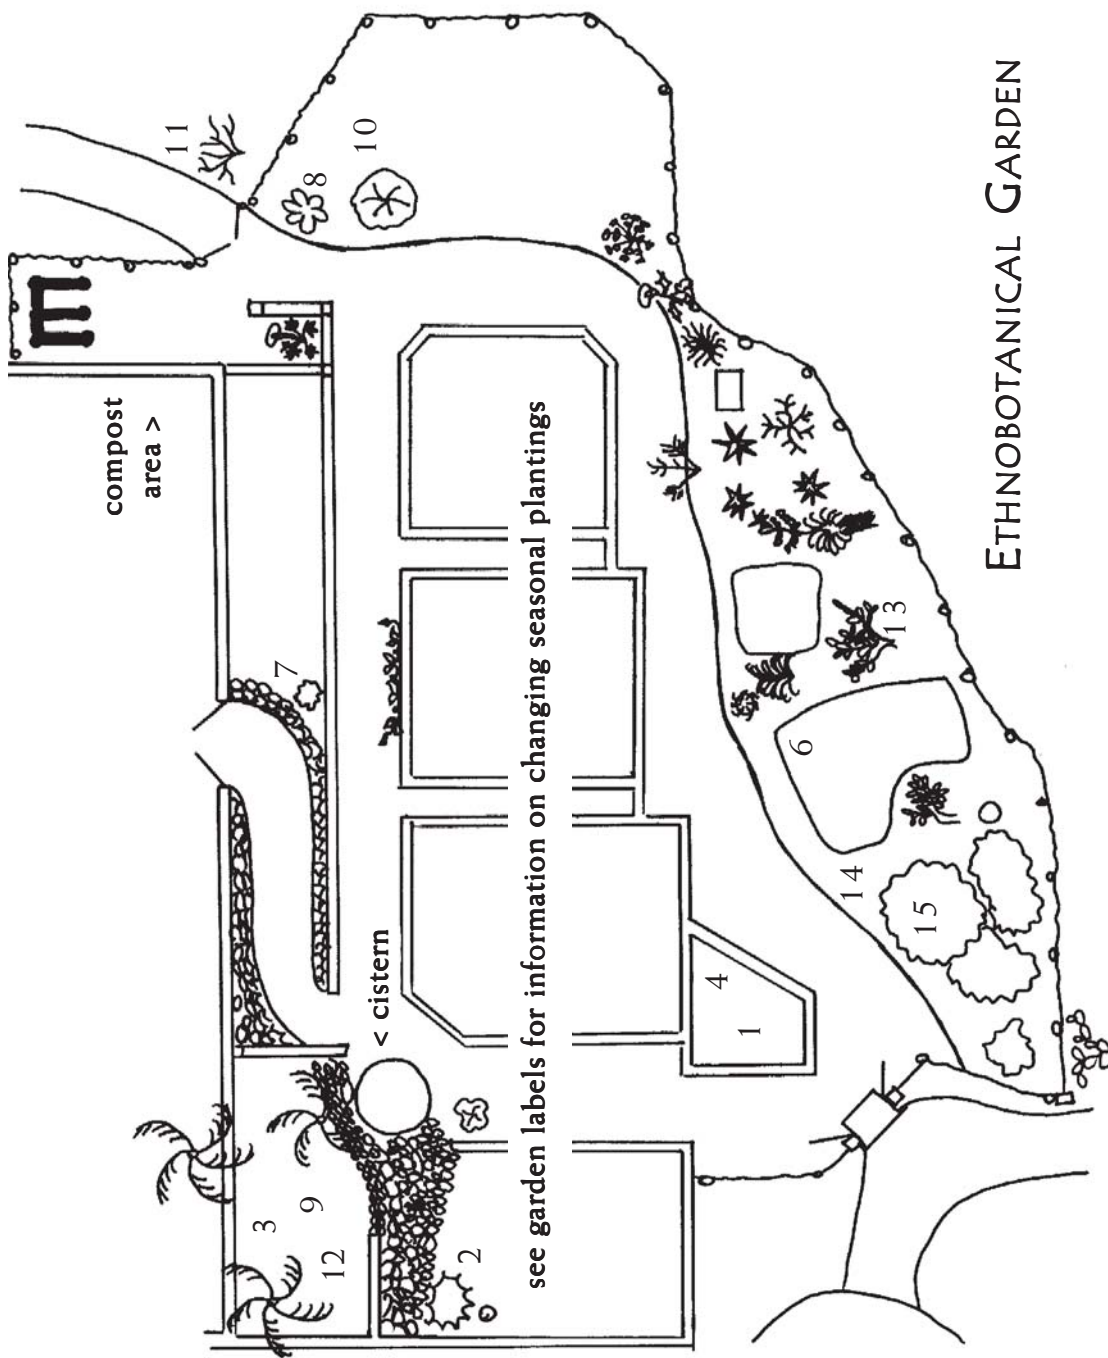 compost
area >
11
3
7
9
8
12
10
< cistern
2
see garden labels for information on changing seasonal plantings
4
1
6
14
13
15
ETHNOBOTANICAL GARDEN